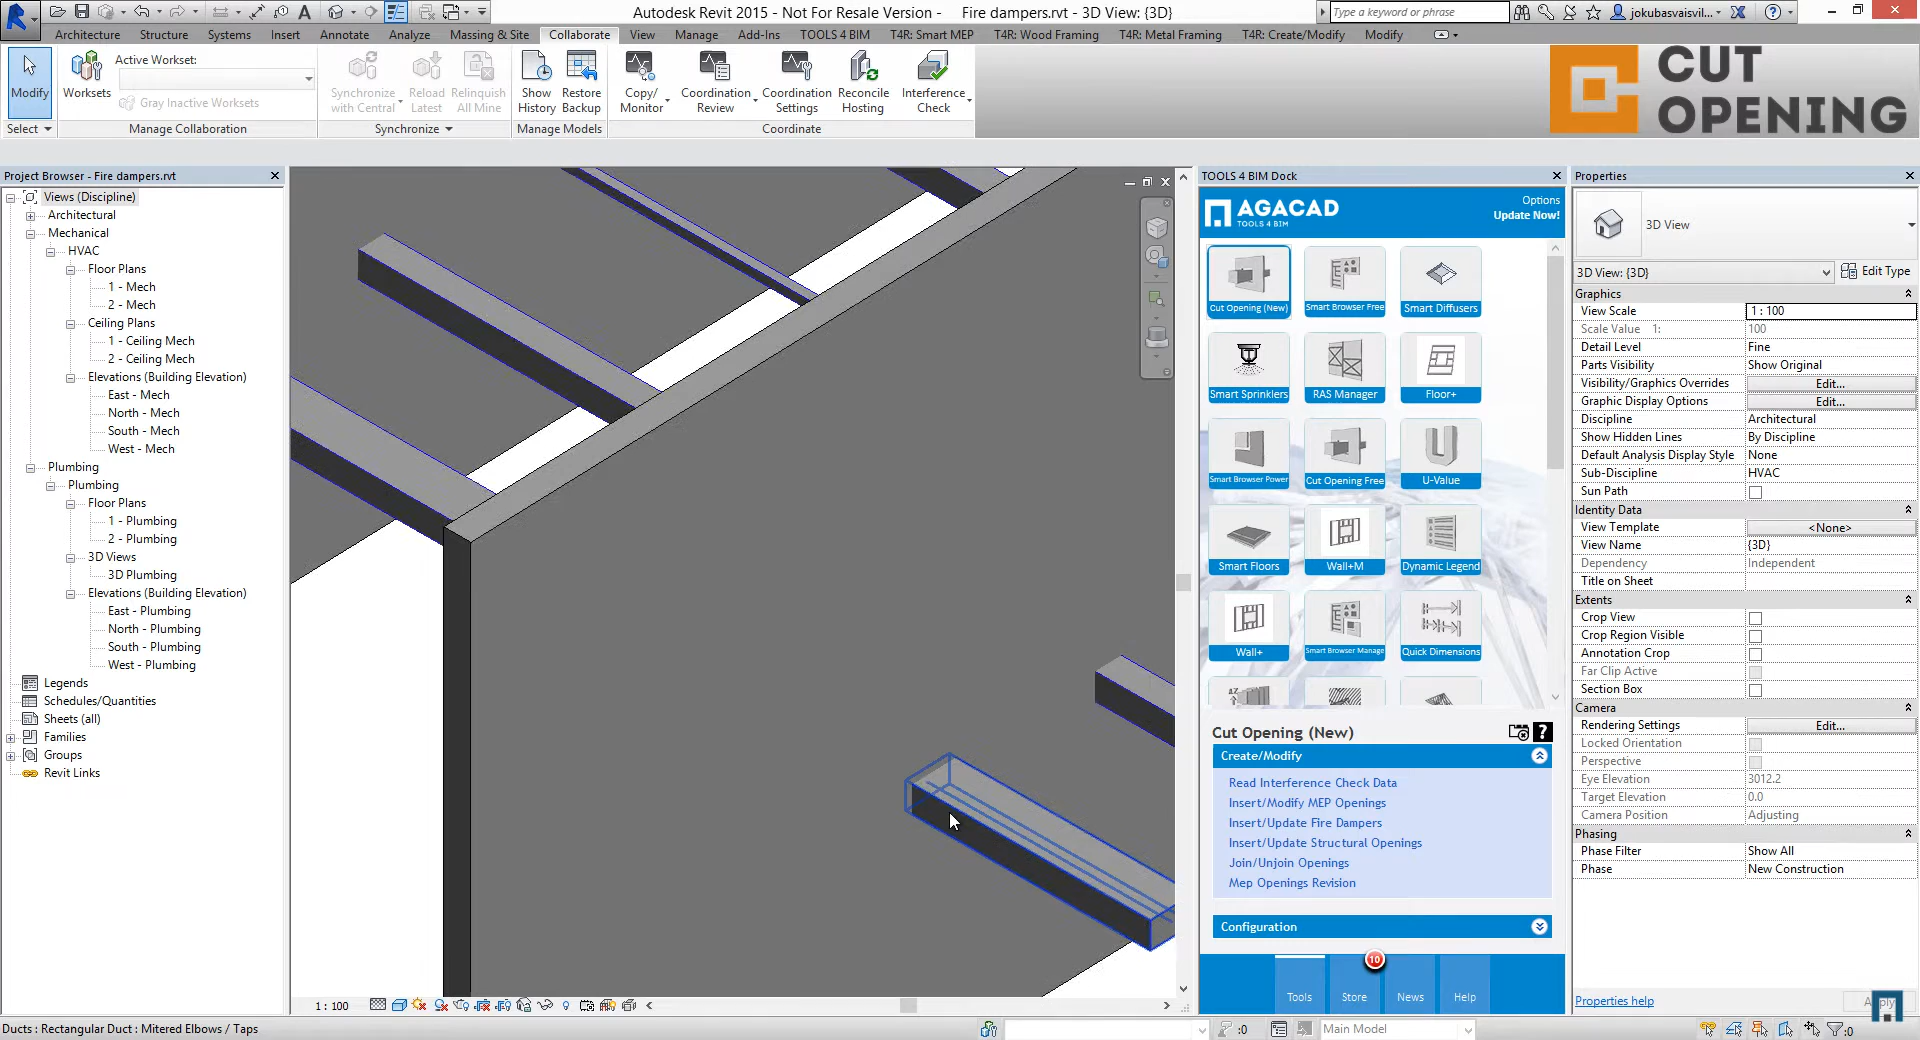 Autodesk Revit 2015 - Not For Resale Version - Fire dampers.rvt - 3D View: {3D}
Type a keyword or phrase
jokubasvaisvil...
Architecture Structure Systems Insert Annotate Analyze Massing & Site Collaborate View Manage Add-Ins TOOLS 4 BIM T4R: Smart MEP T4R: Wood Framing T4R: Metal Framing T4R: Create/Modify Modify
Modify
Select
Worksets
Active Workset:
Gray Inactive Worksets
Manage Collaboration
Synchronize with Central
Reload Latest
Relinquish All Mine
Synchronize
Show History
Restore Backup
Manage Models
Copy/ Monitor
Coordination Review
Coordination Settings
Reconcile Hosting
Interference Check
Coordinate
CUT
OPENING
Project Browser - Fire dampers.rvt
Views (Discipline)
Architectural
Mechanical
HVAC
Floor Plans
1 - Mech
2 - Mech
Ceiling Plans
1 - Ceiling Mech
2 - Ceiling Mech
Elevations (Building Elevation)
East - Mech
North - Mech
South - Mech
West - Mech
Plumbing
Plumbing
Floor Plans
1 - Plumbing
2 - Plumbing
3D Views
3D Plumbing
Elevations (Building Elevation)
East - Plumbing
North - Plumbing
South - Plumbing
West - Plumbing
Legends
Schedules/Quantities
Sheets (all)
Families
Groups
Revit Links
1 : 100
TOOLS 4 BIM Dock
AGACAD
TOOLS 4 BIM
Options
Update Now!
Cut Opening (New)
Smart Browser Free
Smart Diffusers
Smart Sprinklers
RAS Manager
Floor+
Smart Browser Power
Cut Opening Free
U-Value
Smart Floors
Wall+M
Dynamic Legend
Wall+
Smart Browser Manage
Quick Dimensions
Cut Opening (New)
Create/Modify
Read Interference Check Data
Insert/Modify MEP Openings
Insert/Update Fire Dampers
Insert/Update Structural Openings
Join/Unjoin Openings
Mep Openings Revision
Configuration
10
Tools
Store
News
Help
Properties
3D View
3D View: {3D}
Edit Type
Graphics
View Scale 1 : 100
Scale Value 1: 100
Detail Level Fine
Parts Visibility Show Original
Visibility/Graphics Overrides Edit...
Graphic Display Options Edit...
Discipline Architectural
Show Hidden Lines By Discipline
Default Analysis Display Style None
Sub-Discipline HVAC
Sun Path
Identity Data
View Template <None>
View Name {3D}
Dependency Independent
Title on Sheet
Extents
Crop View
Crop Region Visible
Annotation Crop
Far Clip Active
Section Box
Camera
Rendering Settings Edit...
Locked Orientation
Perspective
Eye Elevation 3012.2
Target Elevation 0.0
Camera Position Adjusting
Phasing
Phase Filter Show All
Phase New Construction
Properties help
Ducts : Rectangular Duct : Mitered Elbows / Taps
:0
Main Model
:0